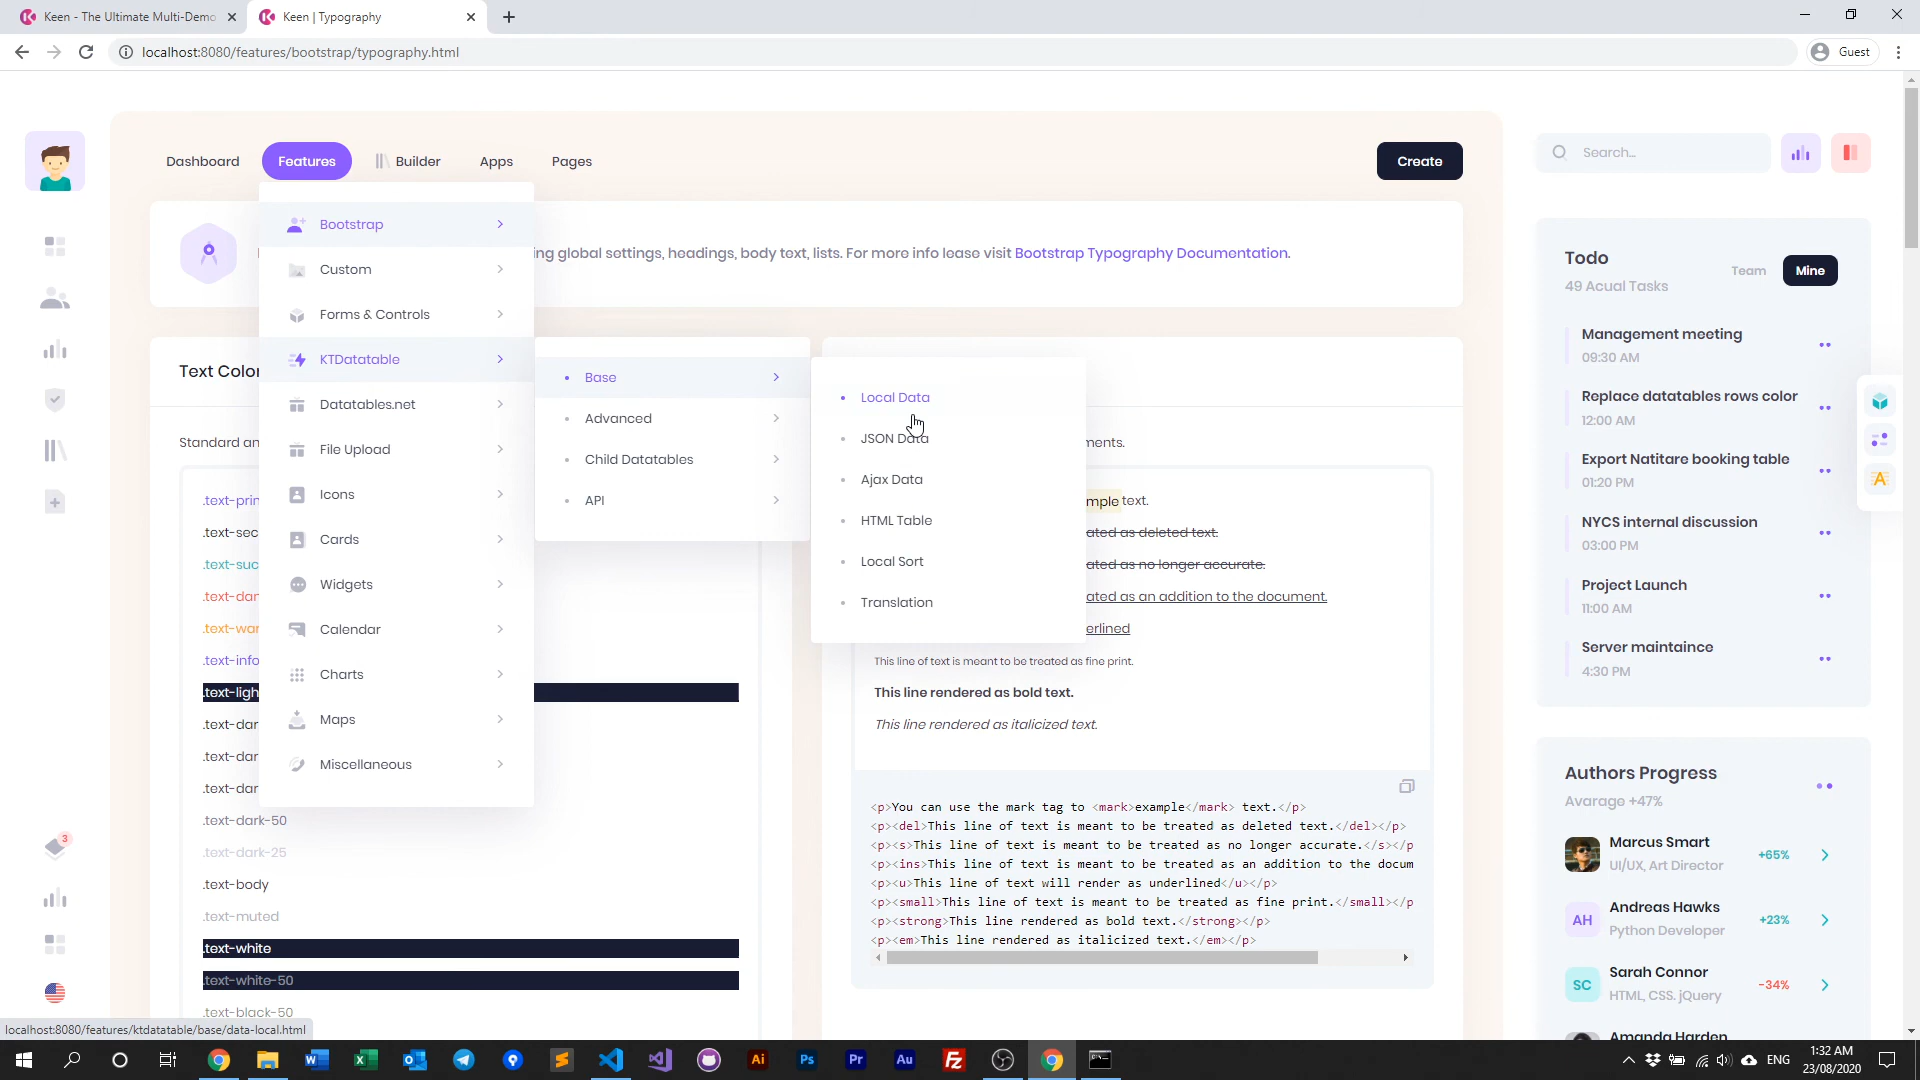 Keen - The Ultimate Multi-Demo
Keen | Typography
localhost:8080/features/bootstrap/typography.html
Guest
Dashboard
Features
Builder
Apps
Pages
Create
Search...
Bootstrap
Custom
Forms & Controls
KTDatatable
Datatables.net
File Upload
Icons
Cards
Widgets
Calendar
Charts
Maps
Miscellaneous
Base
Advanced
Child Datatables
API
Local Data
JSON Data
Ajax Data
HTML Table
Local Sort
Translation
ing global settings, headings, body text, lists. For more info lease visit Bootstrap Typography Documentation.
Text Color
Standard an
.text-prin
.text-sec
.text-suc
.text-dan
.text-war
.text-info
.text-ligh
.text-dar
.text-dar
.text-dar
.text-dark-50
.text-dark-25
.text-body
.text-muted
.text-white
.text-white-50
.text-black-50
ments.
mple text.
ated as deleted text.
ated as no longer accurate.
ated as an addition to the document.
erlined
This line of text is meant to be treated as fine print.
This line rendered as bold text.
This line rendered as italicized text.
<p>You can use the mark tag to <mark>example</mark> text.</p>
<p><del>This line of text is meant to be treated as deleted text.</del></p>
<p><s>This line of text is meant to be treated as no longer accurate.</s></p
<p><ins>This line of text is meant to be treated as an addition to the docum
<p><u>This line of text will render as underlined</u></p>
<p><small>This line of text is meant to be treated as fine print.</small></p
<p><strong>This line rendered as bold text.</strong></p>
<p><em>This line rendered as italicized text.</em></p>
Todo
49 Acual Tasks
Team
Mine
Management meeting
09:30 AM
Replace datatables rows color
12:00 AM
Export Natitare booking table
01:20 PM
NYCS internal discussion
03:00 PM
Project Launch
11:00 AM
Server maintaince
4:30 PM
Authors Progress
Avarage +47%
Marcus Smart
UI/UX, Art Director
+65%
AH
Andreas Hawks
Python Developer
+23%
SC
Sarah Connor
HTML, CSS. jQuery
-34%
Amanda Harden
3
localhost:8080/features/ktdatatable/base/data-local.html
Ai
Ps
Pr
Au
Fz
ENG
1:32 AM
23/08/2020